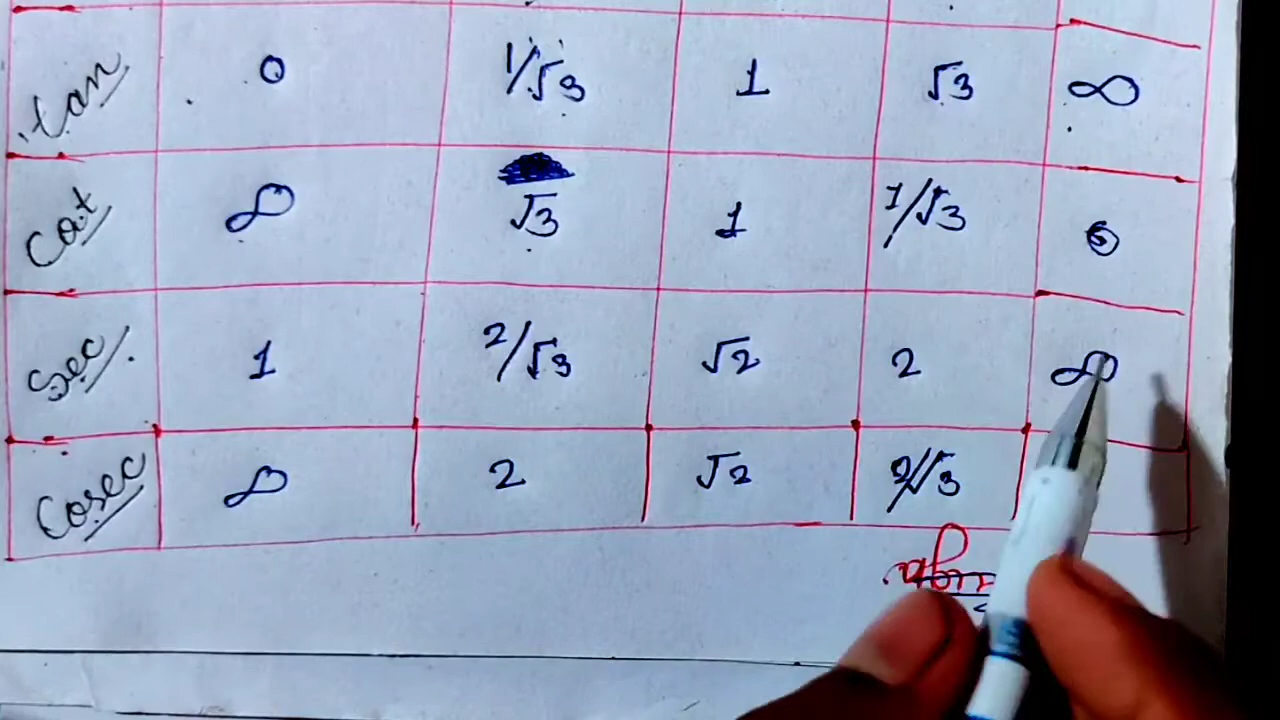 tan 0 1/√3 1 √3 ∞
Cot ∞ √3 1 1/√3 0
Sec 1 2/√3 √2 2 ∞
Cosec ∞ 2 √2 2/√3